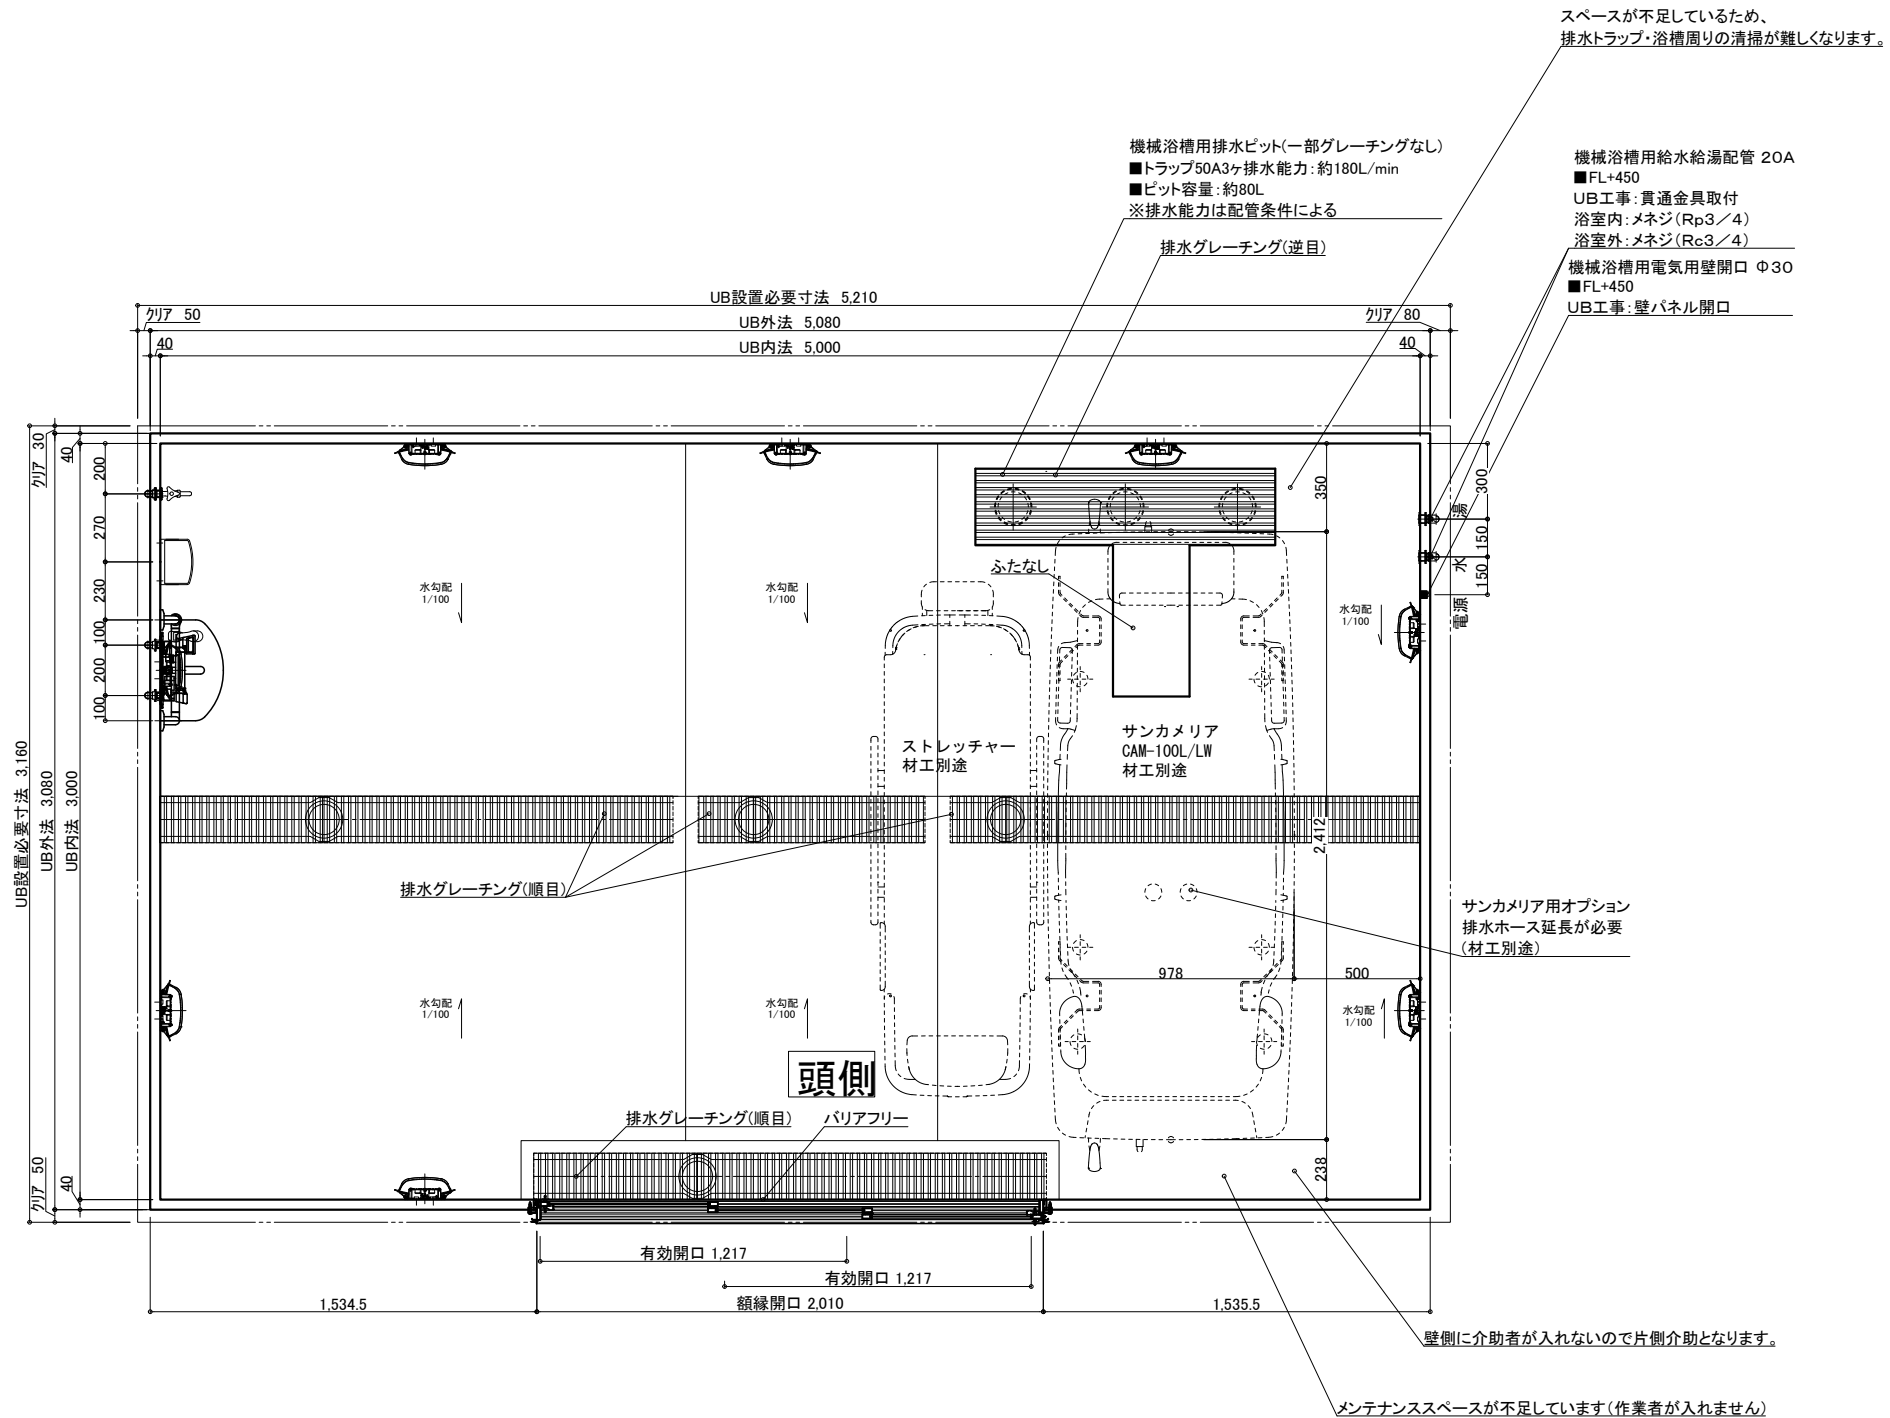 スペースが不足しているため、
排水トラップ・浴槽周りの清掃が難しくなります。
機械浴槽用排水ピット(一部グレーチングなし)
■トラップ50A3ヶ排水能力：約180L/min
■ピット容量：約80L
※排水能力は配管条件による
排水グレーチング(逆目)
機械浴槽用給水給湯配管 20A
■FL+450
UB工事：貫通金具取付
浴室内：メネジ(Rp3／4)
浴室外：メネジ(Rc3／4)
機械浴槽用電気用壁開口 Φ30
■FL+450
UB工事：壁パネル開口
UB設置必要寸法 5,210
クリア 50
UB外法 5,080
クリア 80
40
UB内法 5,000
40
UB設置必要寸法 3,160
クリア 30
UB外法 3,080
クリア 50
40
UB内法 3,000
40
200
270
230
100
200
100
350
300
150
150
湯
水
電源
ふたなし
水勾配
1/100
水勾配
1/100
水勾配
1/100
ストレッチャー
材工別途
サンカメリア
CAM-100L/LW
材工別途
2,412
排水グレーチング(順目)
サンカメリア用オプション
排水ホース延長が必要
(材工別途)
978
500
水勾配
1/100
水勾配
1/100
水勾配
1/100
頭側
排水グレーチング(順目)
バリアフリー
238
有効開口 1,217
有効開口 1,217
1,534.5
額縁開口 2,010
1,535.5
壁側に介助者が入れないので片側介助となります。
メンテナンススペースが不足しています(作業者が入れません)